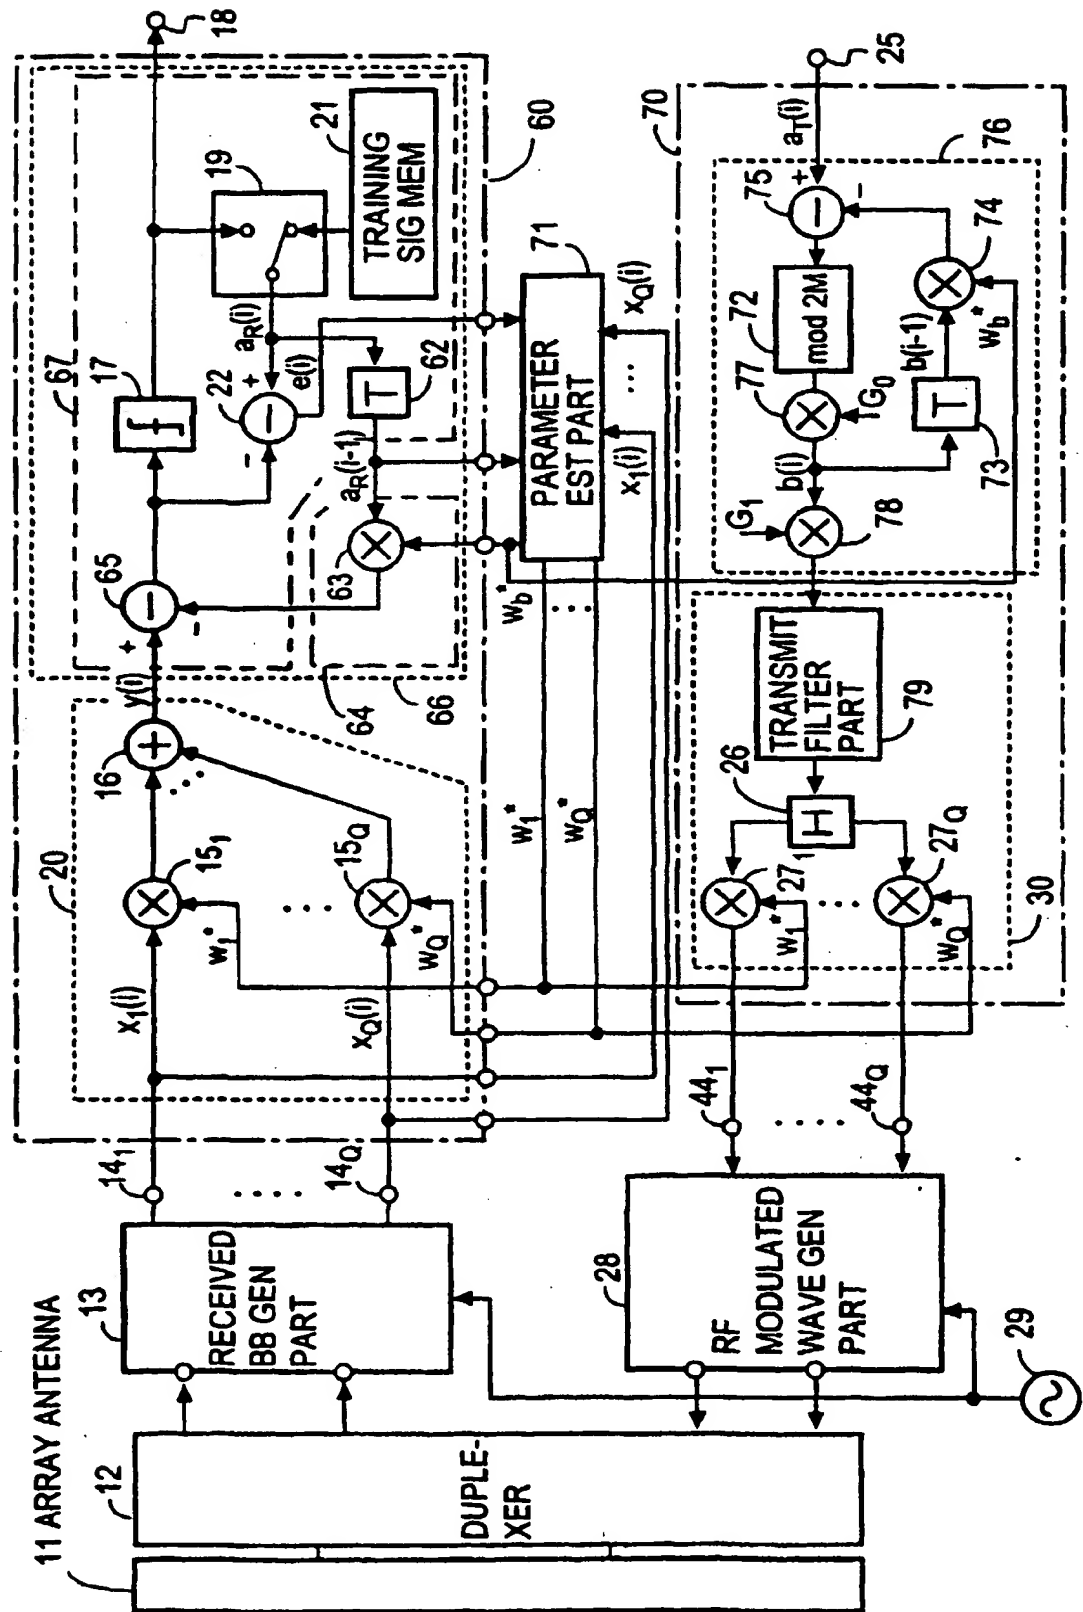 11 ARRAY ANTENNA
12
DUPLE-
XER
13
RECEIVED
BB GEN
PART
14₁
14Q
20
x₁(i)
xQ(i)
w₁*
wQ*
15₁
15Q
16
y(i)
+
-
65
67
17
18
19
22
+
-
aR(i)
e(i)
21
TRAINING
SIG MEM
T
62
aR(i-1)
63
64
66
60
wb*
w₁*
wQ*
71
PARAMETER
EST PART
x₁(i)
xQ(i)
70
25
aT(i)
75
+
-
76
72
mod 2M
77
G₀
b(i)
G₁
78
T
73
b(i-1)
74
wb*
TRANSMIT
FILTER
PART
79
26
H
27₁
27Q
w₁*
wQ*
30
44₁
44Q
28
RF
MODULATED
WAVE GEN
PART
29